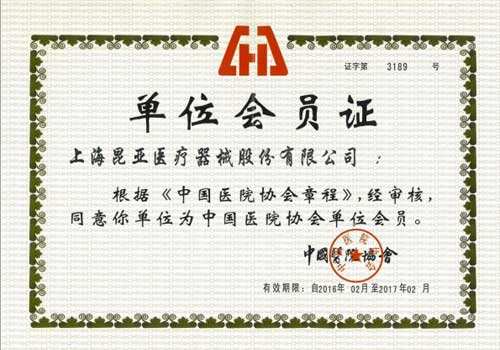 证字第 3189 号
单位会员证
上海昆亚医疗器械股份有限公司：
根据《中国医院协会章程》，经审核，
同意你单位为中国医院协会单位会员。
中國醫院協會
有效期限：自2016年 02月至2017年02 月